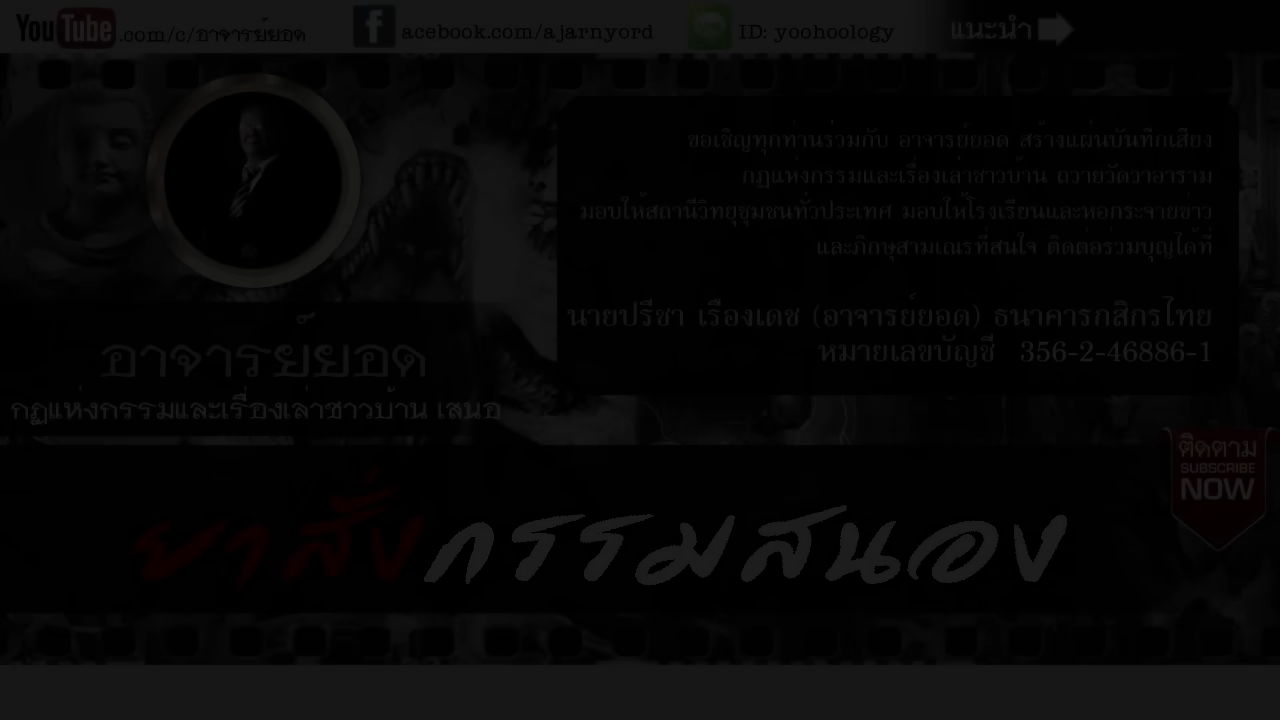 YouTube.com/c/อาจารย์ยอด
facebook.com/ajarnyord
ID: yoohoology
แนะนำ
ขอเชิญทุกท่านร่วมกับ อาจารย์ยอด สร้างแผ่นบันทึกเสียง
กฎแห่งกรรมและเรื่องเล่าชาวบ้าน ถวายวัดวาอาราม
มอบให้สถานีวิทยุชุมชนทั่วประเทศ มอบให้โรงเรียนและหอกระจายข่าว
และภิกษุสามเณรที่สนใจ ติดต่อร่วมบุญได้ที่
นายปรีชา เรืองเดช (อาจารย์ยอด) ธนาคารกสิกรไทย
หมายเลขบัญชี 356-2-46886-1
อาจารย์ยอด
กฎแห่งกรรมและเรื่องเล่าชาวบ้าน เสนอ
ติดตาม
SUBSCRIBE
NOW
ยาสั่งกรรมสนอง